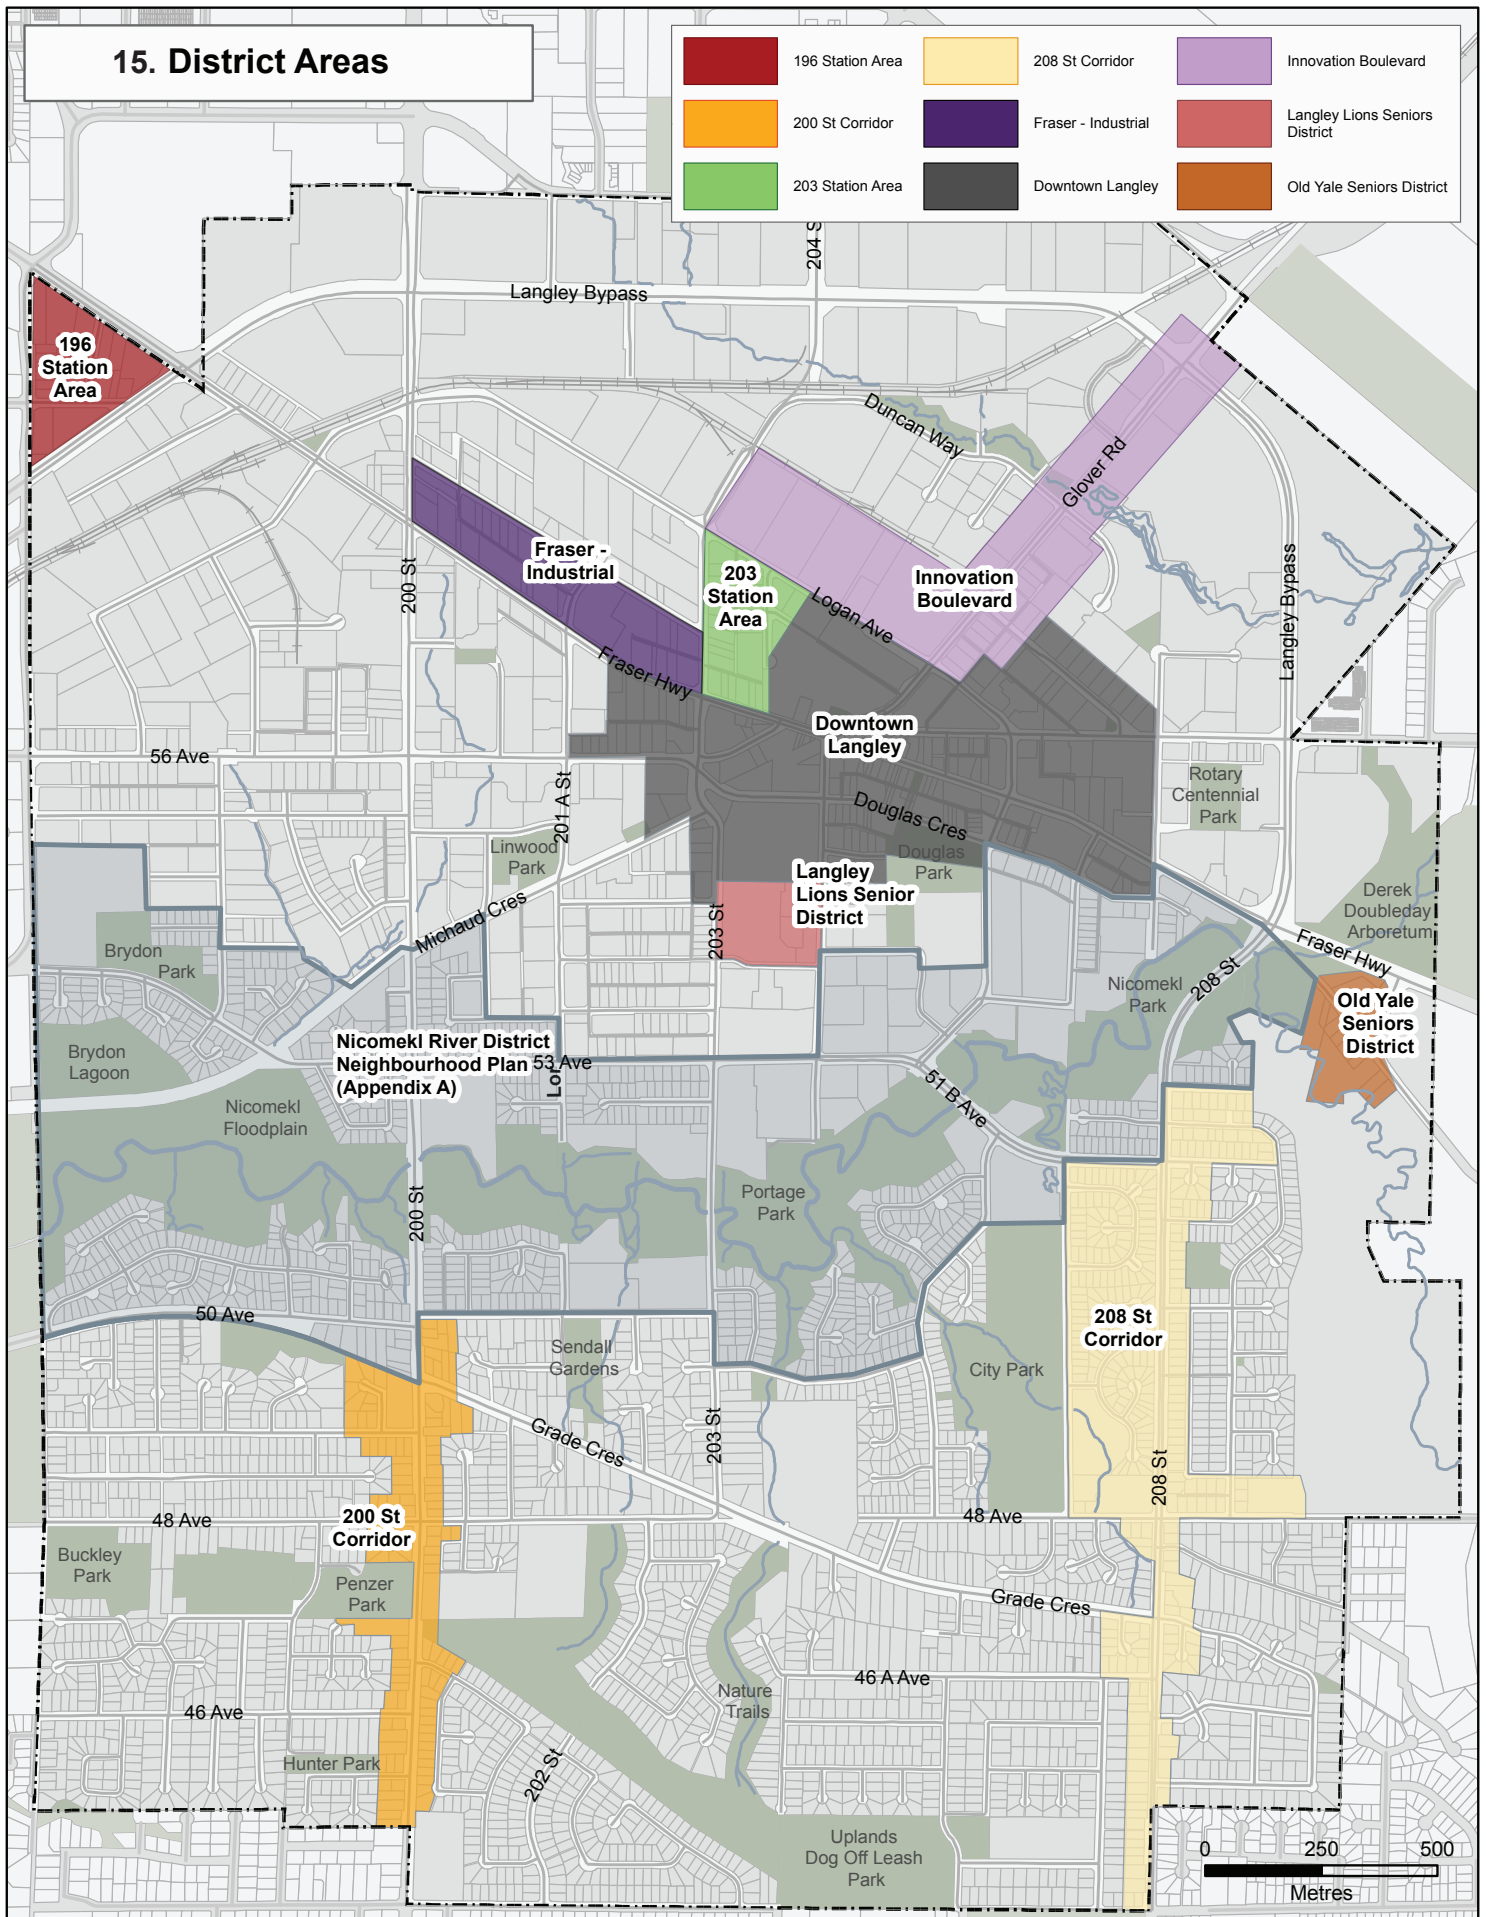 15. District Areas
196 Station Area
208 St Corridor
Innovation Boulevard
200 St Corridor
Fraser - Industrial
Langley Lions Seniors
District
203 Station Area
Downtown Langley
Old Yale Seniors District
204 S
Langley Bypass
196
Station
Area
Duncan Way
Glover Rd
Fraser -
Industrial
200 St
203
Station
Area
Logan Ave
Innovation
Boulevard
Langley Bypass
Fraser Hwy
Downtown
Langley
56 Ave
201 A St
Rotary
Centennial
Park
Douglas Cres
Linwood
Park
Douglas
Park
Langley
Lions Senior
District
Derek
Doubleday
Arboretum
Michaud Cres
203 St
Brydon
Park
Fraser Hwy
208 St
Nicomekl
Park
Old Yale
Seniors
District
Nicomekl River District
Neighbourhood Plan
(Appendix A)
53 Ave
Lor
Brydon
Lagoon
51 B Ave
Nicomekl
Floodplain
200 St
Portage
Park
50 Ave
208 St
Corridor
Sendall
Gardens
City Park
Grade Cres
203 St
208 St
48 Ave
200 St
Corridor
48 Ave
Buckley
Park
Penzer
Park
Grade Cres
46 A Ave
Nature
Trails
46 Ave
Hunter Park
202 St
Uplands
Dog Off Leash
Park
0 250 500
Metres